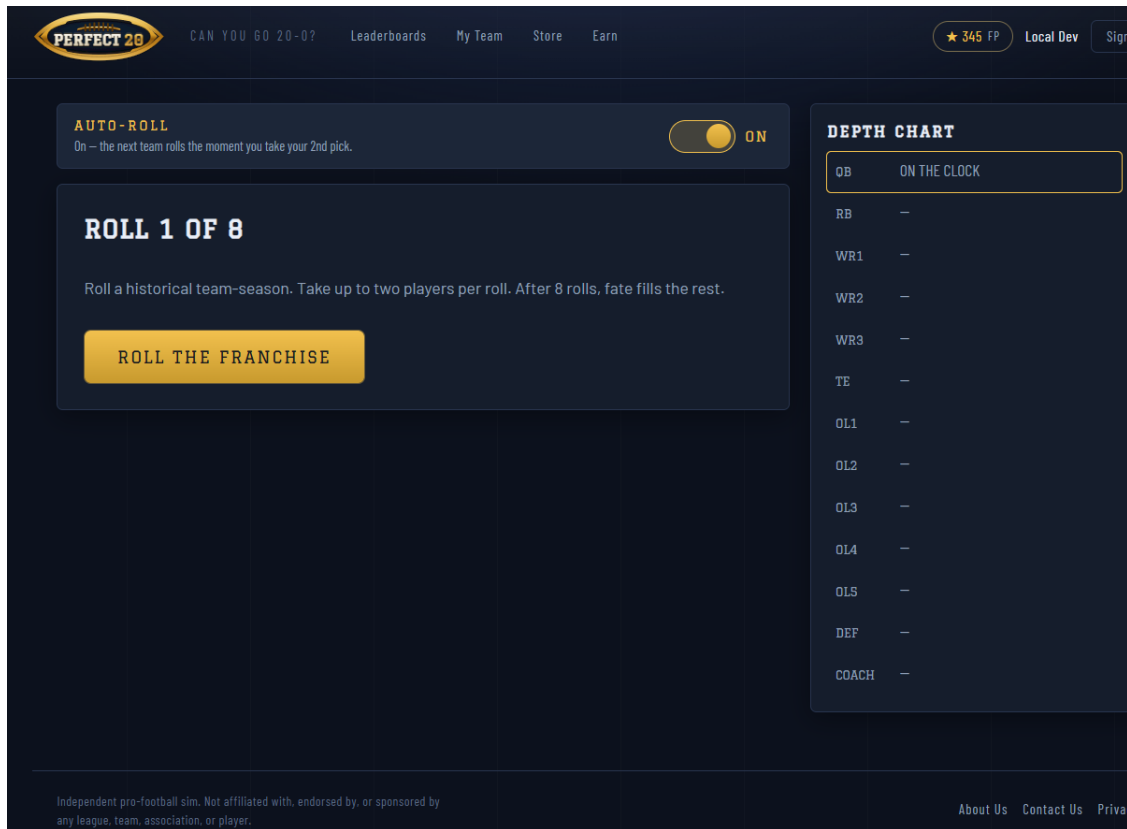 PERFECT 20
CAN YOU GO 20-0?
Leaderboards
My Team
Store
Earn
★ 345 FP
Local Dev
AUTO-ROLL
On – the next team rolls the moment you take your 2nd pick.
ON
ROLL 1 OF 8
Roll a historical team-season. Take up to two players per roll. After 8 rolls, fate fills the rest.
ROLL THE FRANCHISE
DEPTH CHART
QB ON THE CLOCK
RB —
WR1 —
WR2 —
WR3 —
TE —
OL1 —
OL2 —
OL3 —
OL4 —
OL5 —
DEF —
COACH —
Independent pro-football sim. Not affiliated with, endorsed by, or sponsored by
any league, team, association, or player.
About Us
Contact Us